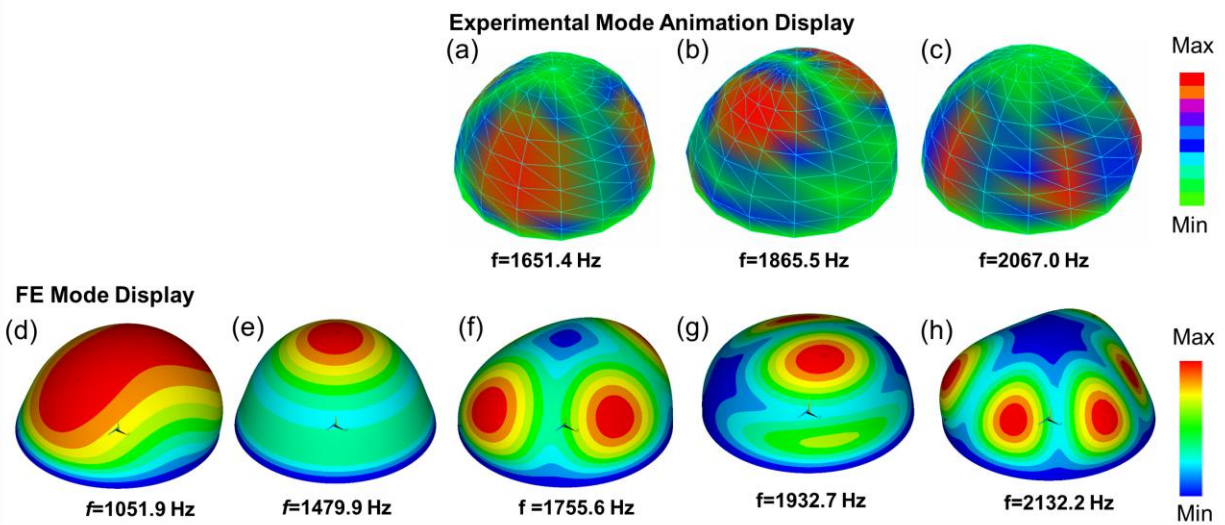 Experimental Mode Animation Display
(a) (b) (c) Max
Min
f=1651.4 Hz f=1865.5 Hz f=2067.0 Hz
FE Mode Display
(d) (e) (f) (g) (h) Max
f=1051.9 Hz f=1479.9 Hz f =1755.6 Hz f=1932.7 Hz f=2132.2 Hz
Min